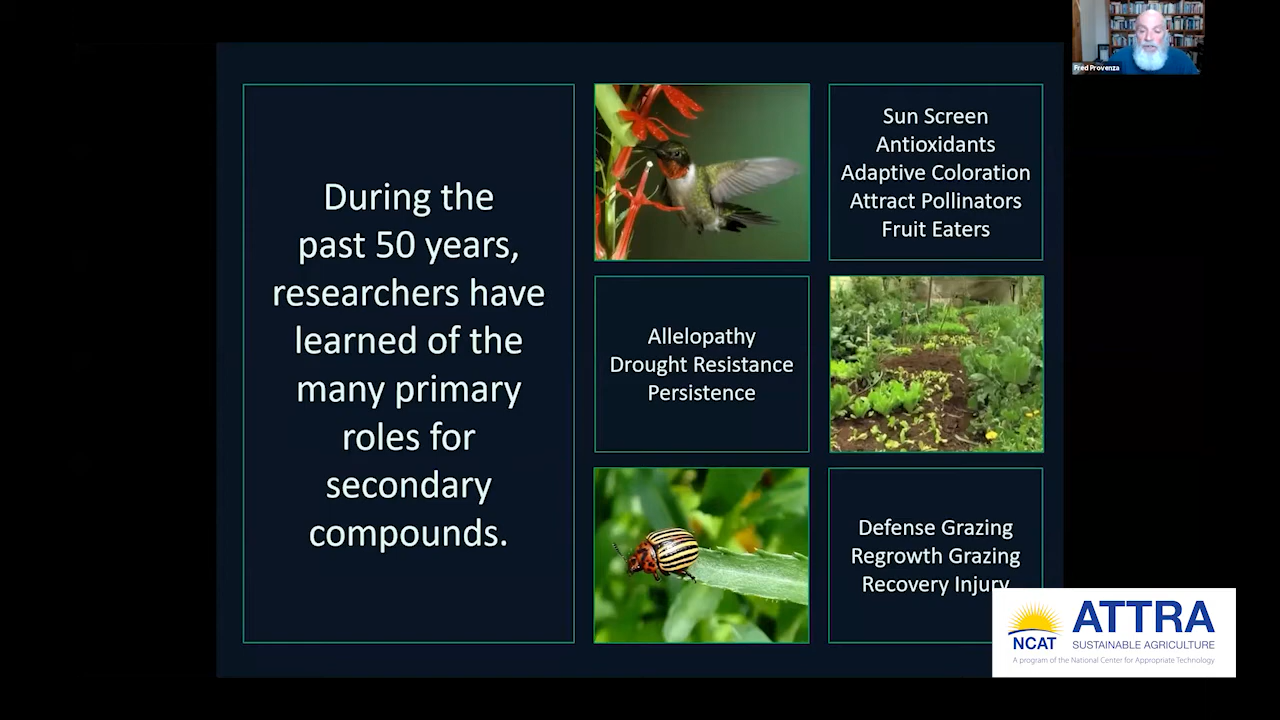 Fred Provenza
During the
past 50 years,
researchers have
learned of the
many primary
roles for
secondary
compounds.
Sun Screen
Antioxidants
Adaptive Coloration
Attract Pollinators
Fruit Eaters
Allelopathy
Drought Resistance
Persistence
Defense Grazing
Regrowth Grazing
Recovery Injury
NCAT
ATTRA
SUSTAINABLE AGRICULTURE
A program of the National Center for Appropriate Technology